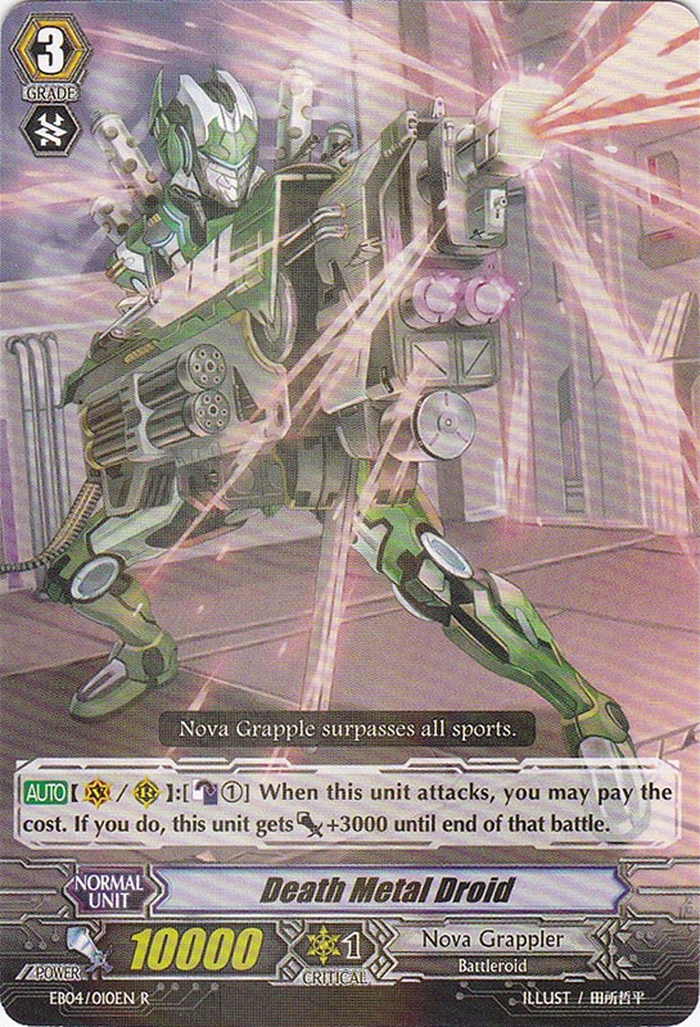 3
GRADE
Nova Grapple surpasses all sports.
AUTO【 V / R 】:[ ①] When this unit attacks, you may pay the
cost. If you do, this unit gets +3000 until end of that battle.
NORMAL
UNIT
Death Metal Droid
POWER
10000
1
CRITICAL
Nova Grappler
Battleroid
EB04/010EN R
ILLUST / 田所哲平